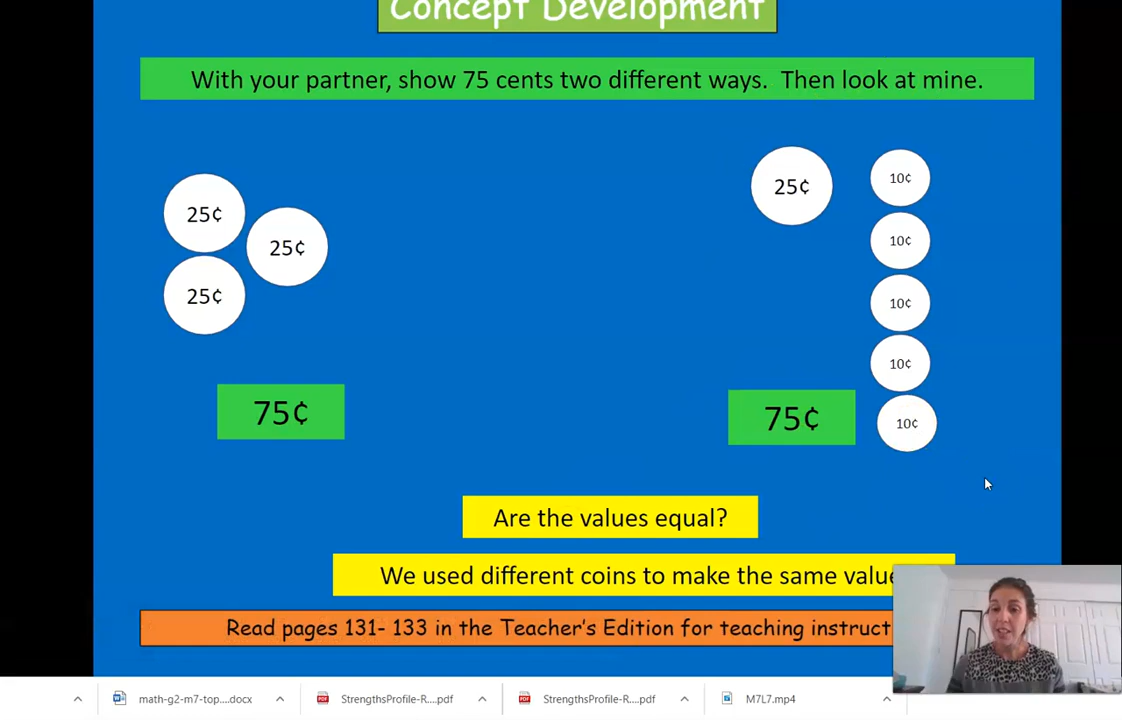 Concept Development
With your partner, show 75 cents two different ways. Then look at mine.
25¢
25¢
25¢
75¢
25¢
10¢
10¢
10¢
10¢
10¢
75¢
Are the values equal?
We used different coins to make the same value
Read pages 131- 133 in the Teacher's Edition for teaching instruct
math-g2-m7-top....docx
StrengthsProfile-R....pdf
StrengthsProfile-R....pdf
M7L7.mp4